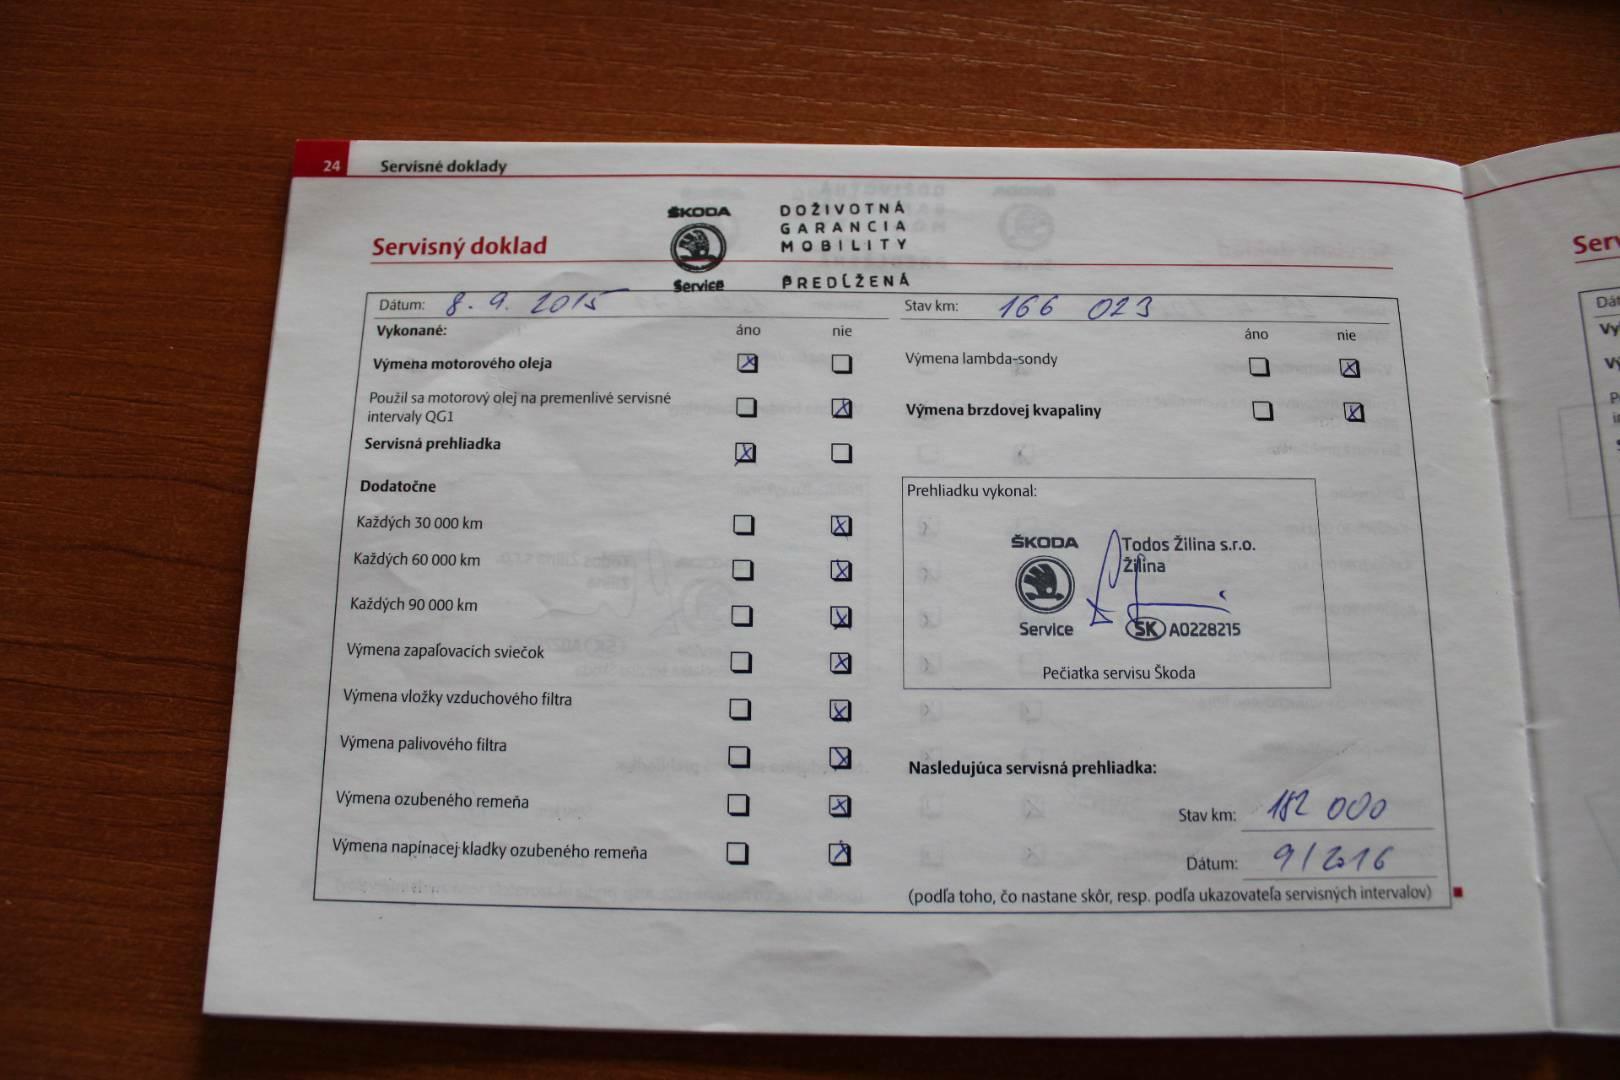 24 Servisné doklady
Servisný doklad
ŠKODA
Service
DOŽIVOTNÁ
GARANCIA
MOBILITY
PREDĹŽENÁ
Dátum: 8. 9. 2015
Stav km: 166 023
Vykonané: áno nie
áno nie
Výmena motorového oleja
Výmena lambda-sondy
Použil sa motorový olej na premenlivé servisné
intervaly QG1
Výmena brzdovej kvapaliny
Servisná prehliadka
Dodatočne
Každých 30 000 km
Každých 60 000 km
Každých 90 000 km
Výmena zapaľovacích sviečok
Výmena vložky vzduchového filtra
Výmena palivového filtra
Výmena ozubeného remeňa
Výmena napínacej kladky ozubeného remeňa
Prehliadku vykonal:
ŠKODA
Service
Todos Žilina s.r.o.
Žilina
SK A0228215
Pečiatka servisu Škoda
Nasledujúca servisná prehliadka:
Stav km: 182 000
Dátum: 9/2016
(podľa toho, čo nastane skôr, resp. podľa ukazovateľa servisných intervalov)